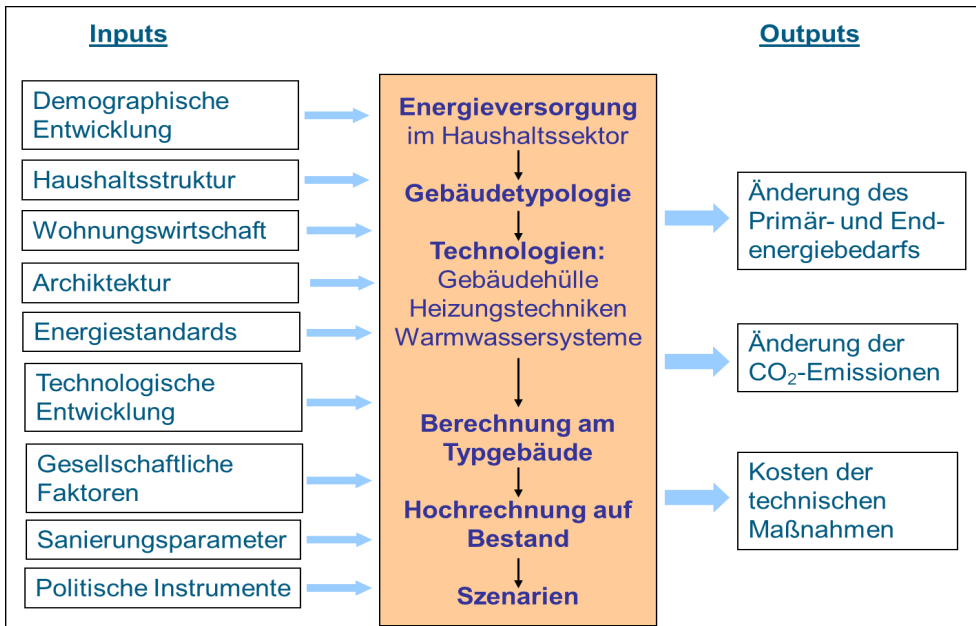 Inputs
Demographische
Entwicklung
Haushaltsstruktur
Wohnungswirtschaft
Archiktektur
Energiestandards
Technologische
Entwicklung
Gesellschaftliche
Faktoren
Sanierungsparameter
Politische Instrumente
Energieversorgung
im Haushaltssektor
Gebäudetypologie
Technologien:
Gebäudehülle
Heizungstechniken
Warmwassersysteme
Berechnung am
Typgebäude
Hochrechnung auf
Bestand
Szenarien
Outputs
Änderung des
Primär- und End-
energiebedarfs
Änderung der
CO₂-Emissionen
Kosten der
technischen
Maßnahmen